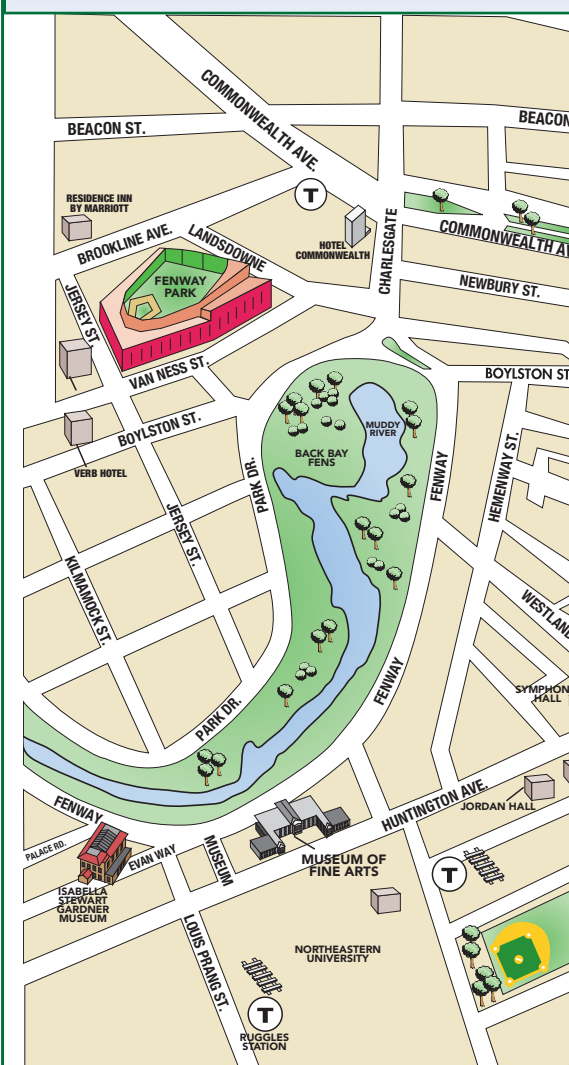 COMMONWEALTH AVE.
BEACON ST.
BEACON
T
RESIDENCE INN
BY MARRIOTT
BROOKLINE AVE.
LANDSDOWNE
HOTEL
COMMONWEALTH
CHARLESGATE
COMMONWEALTH AV
FENWAY
PARK
JERSEY ST.
NEWBURY ST.
VAN NESS ST.
BOYLSTON ST
BOYLSTON ST.
MUDDY
RIVER
BACK BAY
FENS
VERB HOTEL
PARK DR.
FENWAY
HEMENWAY ST.
JERSEY ST.
KILMAMOCK ST.
WESTLAND
FENWAY
SYMPHON
HALL
PARK DR.
FENWAY
HUNTINGTON AVE.
JORDAN HALL
PALACE RD.
EVAN WAY
MUSEUM
MUSEUM OF
FINE ARTS
T
ISABELLA
STEWART
GARDNER
MUSEUM
LOUIS PRANG ST.
NORTHEASTERN
UNIVERSITY
T
RUGGLES
STATION